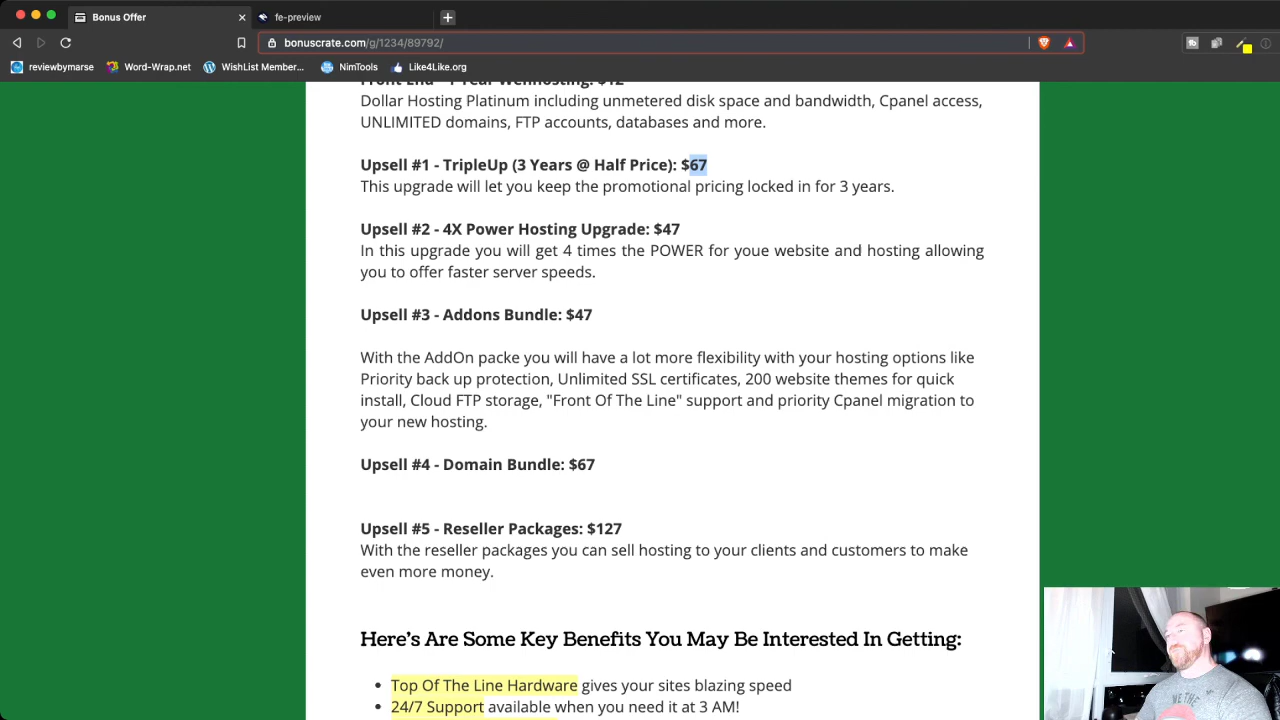 Bonus Offer
fe-preview
bonuscrate.com/g/1234/89792/
reviewbymarse
Word-Wrap.net
WishList Member...
NimTools
Like4Like.org
Front End - 1 Year Webhosting: $12
Dollar Hosting Platinum including unmetered disk space and bandwidth, Cpanel access,
UNLIMITED domains, FTP accounts, databases and more.
Upsell #1 - TripleUp (3 Years @ Half Price): $67
This upgrade will let you keep the promotional pricing locked in for 3 years.
Upsell #2 - 4X Power Hosting Upgrade: $47
In this upgrade you will get 4 times the POWER for youe website and hosting allowing
you to offer faster server speeds.
Upsell #3 - Addons Bundle: $47
With the AddOn packe you will have a lot more flexibility with your hosting options like
Priority back up protection, Unlimited SSL certificates, 200 website themes for quick
install, Cloud FTP storage, "Front Of The Line" support and priority Cpanel migration to
your new hosting.
Upsell #4 - Domain Bundle: $67
Upsell #5 - Reseller Packages: $127
With the reseller packages you can sell hosting to your clients and customers to make
even more money.
Here's Are Some Key Benefits You May Be Interested In Getting:
Top Of The Line Hardware gives your sites blazing speed
24/7 Support available when you need it at 3 AM!